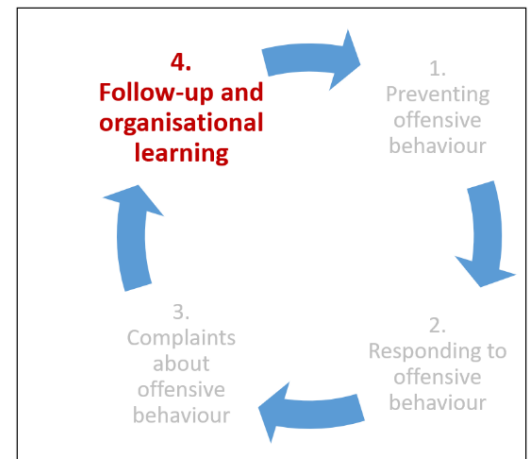 4.
Follow-up and
organisational
learning
1.
Preventing
offensive
behaviour
2.
Responding to
offensive
behaviour
3.
Complaints
about
offensive
behaviour